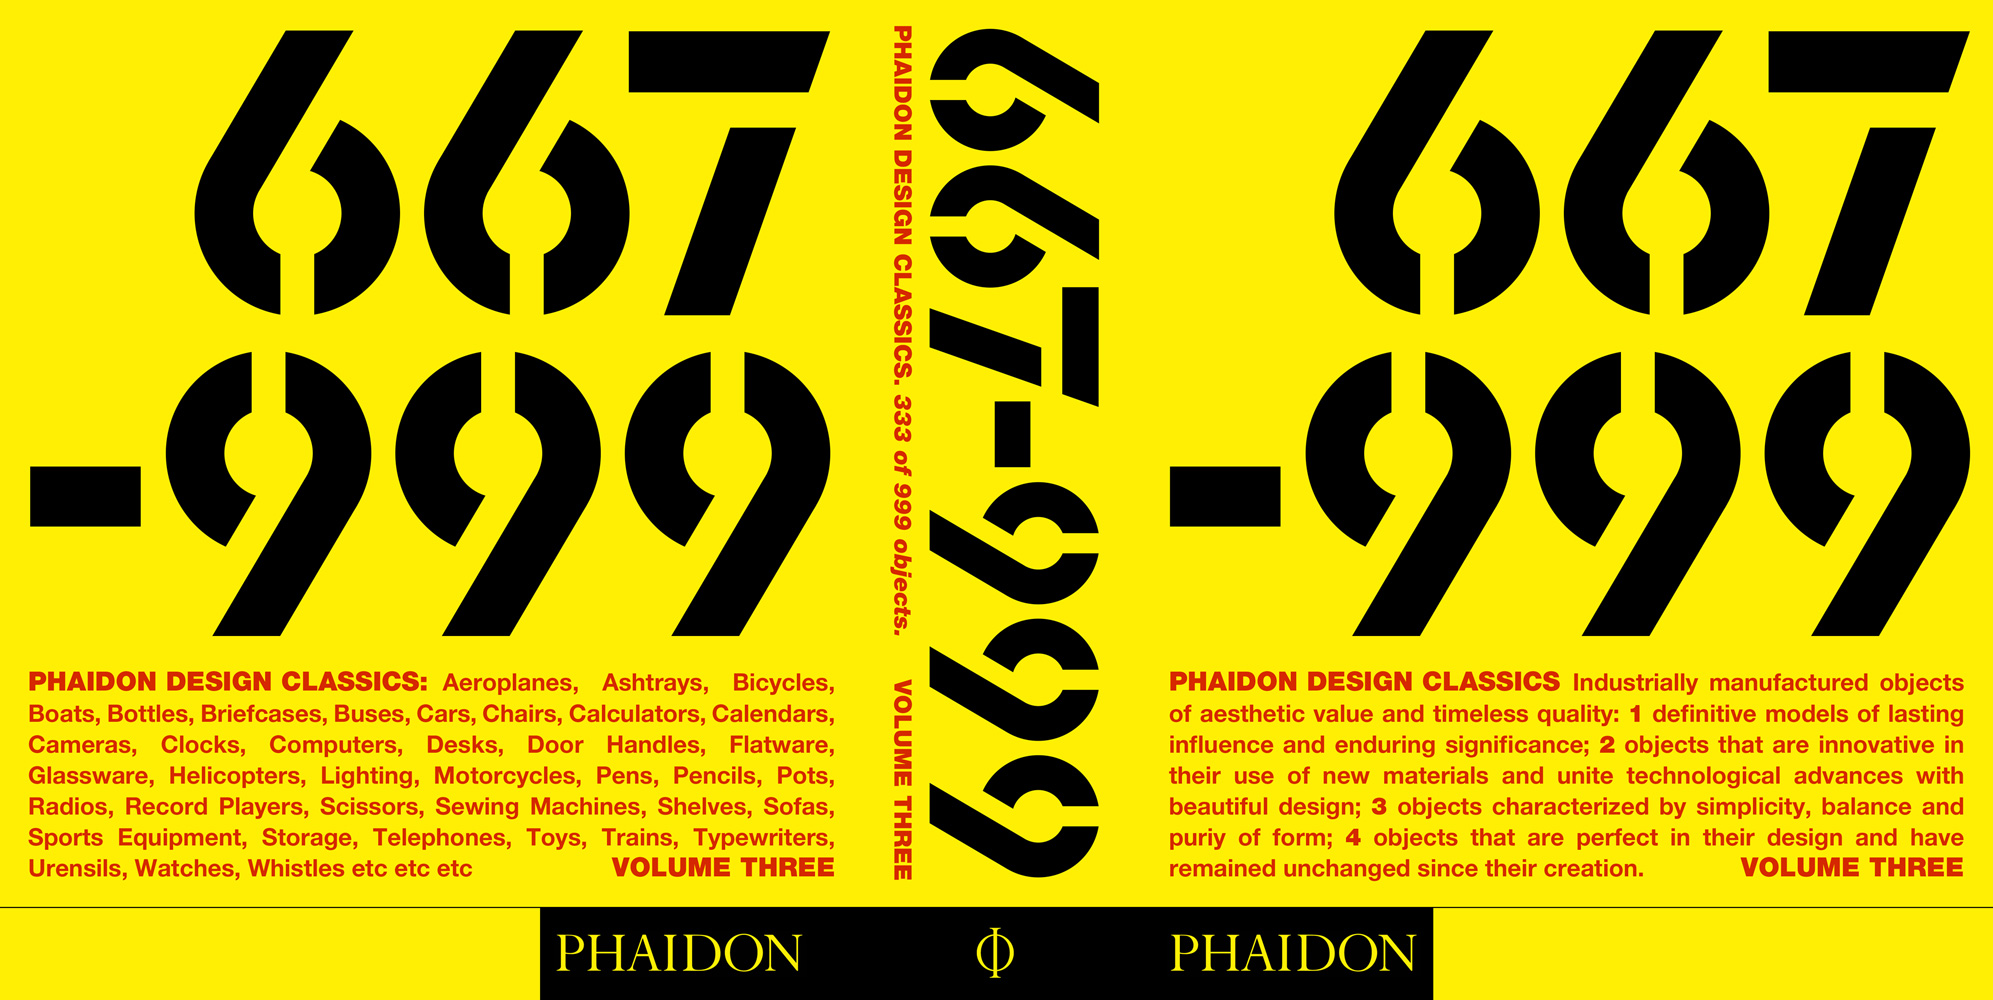 667
-999
PHAIDON DESIGN CLASSICS: Aeroplanes, Ashtrays, Bicycles,
Boats, Bottles, Briefcases, Buses, Cars, Chairs, Calculators, Calendars,
Cameras, Clocks, Computers, Desks, Door Handles, Flatware,
Glassware, Helicopters, Lighting, Motorcycles, Pens, Pencils, Pots,
Radios, Record Players, Scissors, Sewing Machines, Shelves, Sofas,
Sports Equipment, Storage, Telephones, Toys, Trains, Typewriters,
Urensils, Watches, Whistles etc etc etc VOLUME THREE
PHAIDON
667-999
PHAIDON DESIGN CLASSICS. 333 of 999 objects. VOLUME THREE
Φ
667
-999
PHAIDON DESIGN CLASSICS Industrially manufactured objects
of aesthetic value and timeless quality: 1 definitive models of lasting
influence and enduring significance; 2 objects that are innovative in
their use of new materials and unite technological advances with
beautiful design; 3 objects characterized by simplicity, balance and
puriy of form; 4 objects that are perfect in their design and have
remained unchanged since their creation. VOLUME THREE
PHAIDON